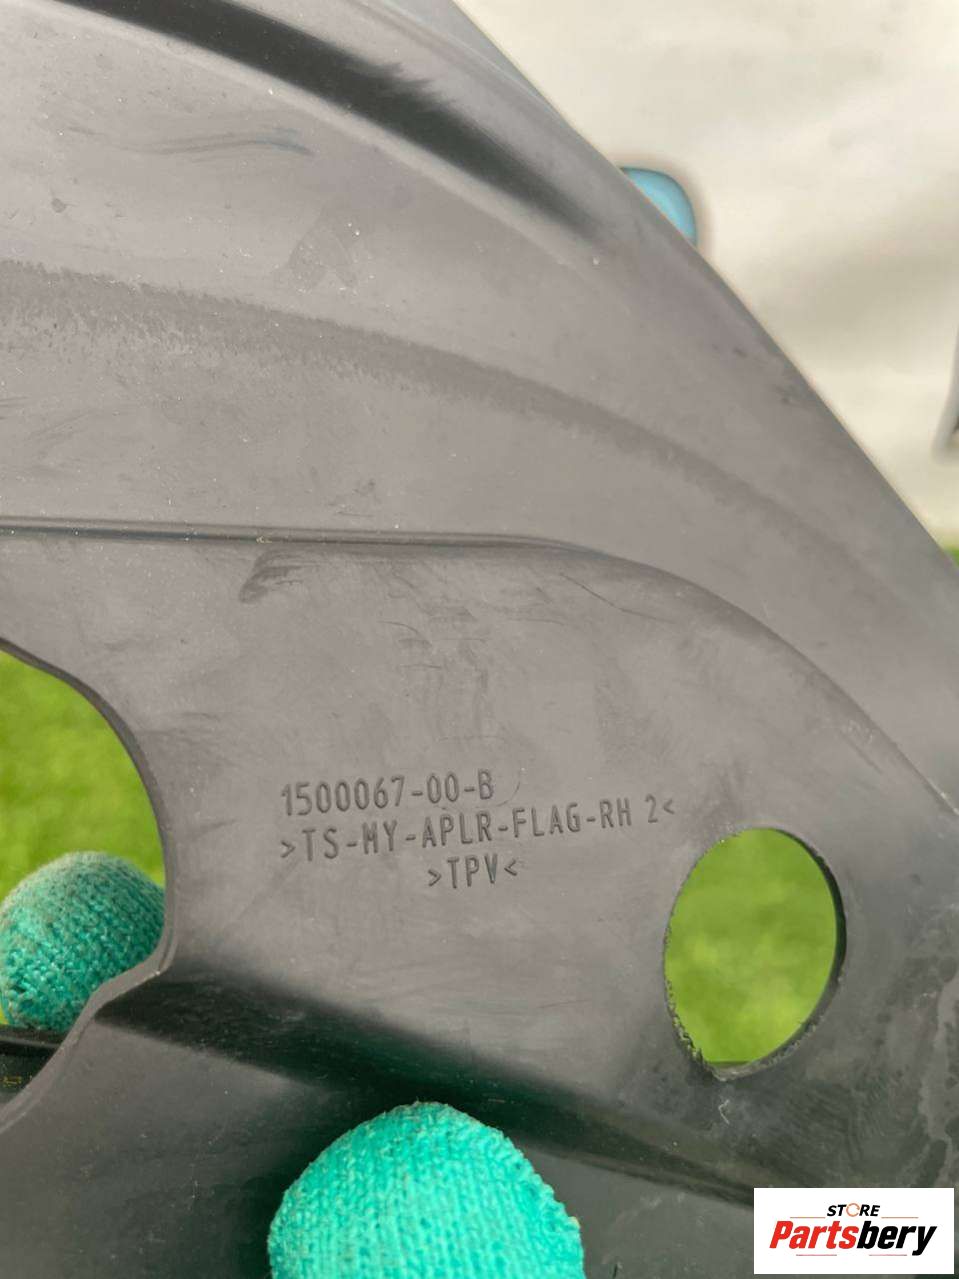 1500067-00-B
>TS-MY-APLR-FLAG-RH 2<
>TPV<
STORE
Partsbery